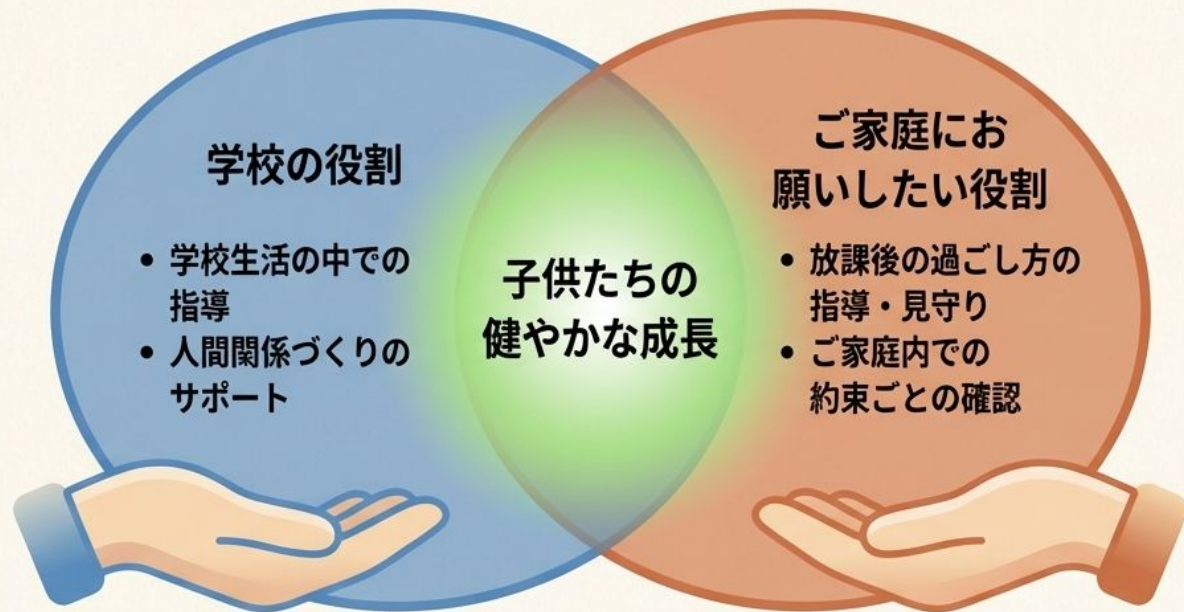 学校の役割
• 学校生活の中での
指導
• 人間関係づくりの
サポート
子供たちの
健やかな成長
ご家庭にお
願いしたい役割
• 放課後の過ごし方の
指導・見守り
• ご家庭内での
約束ごとの確認